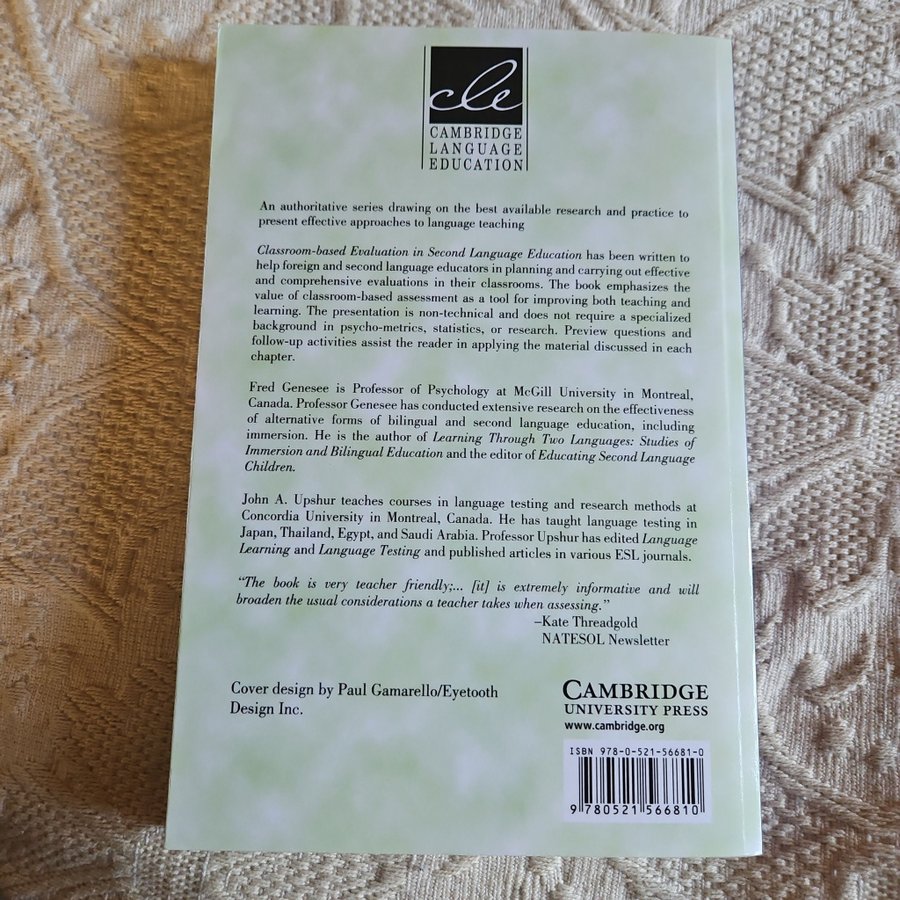 cle
CAMBRIDGE
LANGUAGE
EDUCATION
An authoritative series drawing on the best available research and practice to
present effective approaches to language teaching
Classroom-based Evaluation in Second Language Education has been written to
help foreign and second language educators in planning and carrying out effective
and comprehensive evaluations in their classrooms. The book emphasizes the
value of classroom-based assessment as a tool for improving both teaching and
learning. The presentation is non-technical and does not require a specialized
background in psycho-metrics, statistics, or research. Preview questions and
follow-up activities assist the reader in applying the material discussed in each
chapter.
Fred Genesee is Professor of Psychology at McGill University in Montreal,
Canada. Professor Genesee has conducted extensive research on the effectiveness
of alternative forms of bilingual and second language education, including
immersion. He is the author of Learning Through Two Languages: Studies of
Immersion and Bilingual Education and the editor of Educating Second Language
Children.
John A. Upshur teaches courses in language testing and research methods at
Concordia University in Montreal, Canada. He has taught language testing in
Japan, Thailand, Egypt, and Saudi Arabia. Professor Upshur has edited Language
Learning and Language Testing and published articles in various ESL journals.
“The book is very teacher friendly;... [it] is extremely informative and will
broaden the usual considerations a teacher takes when assessing.”
–Kate Threadgold
NATESOL Newsletter
Cover design by Paul Gamarello/Eyetooth
Design Inc.
CAMBRIDGE
UNIVERSITY PRESS
www.cambridge.org
ISBN 978-0-521-56681-0
9 780521 566810